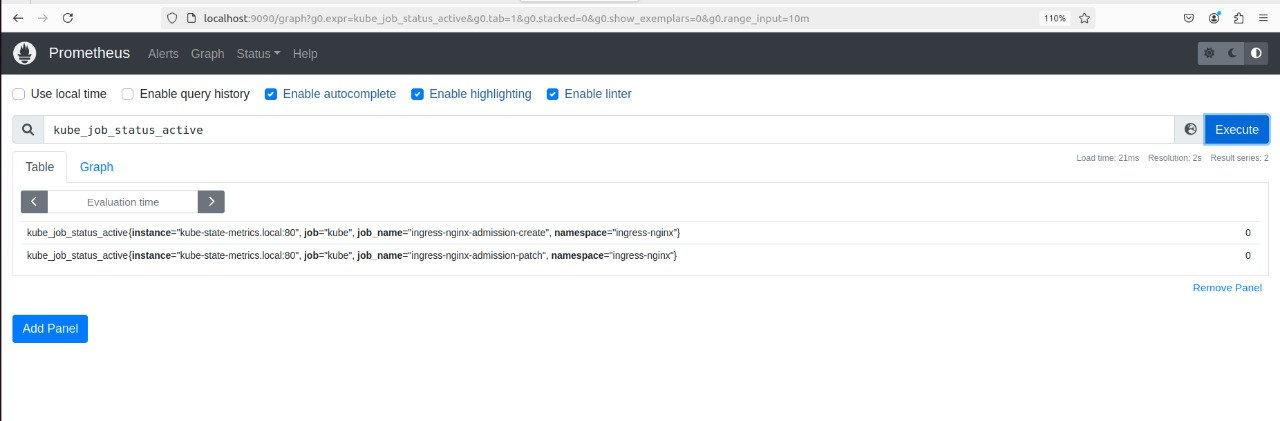 localhost:9090/graph?g0.expr=kube_job_status_active&g0.tab=1&g0.stacked=0&g0.show_exemplars=0&g0.range_input=10m 110%
Prometheus Alerts Graph Status Help
Use local time Enable query history Enable autocomplete Enable highlighting Enable linter
kube_job_status_active Execute
Table Graph Load time: 21ms Resolution: 2s Result series: 2
Evaluation time
kube_job_status_active{instance="kube-state-metrics.local:80", job="kube", job_name="ingress-nginx-admission-create", namespace="ingress-nginx"} 0
kube_job_status_active{instance="kube-state-metrics.local:80", job="kube", job_name="ingress-nginx-admission-patch", namespace="ingress-nginx"} 0
Remove Panel
Add Panel